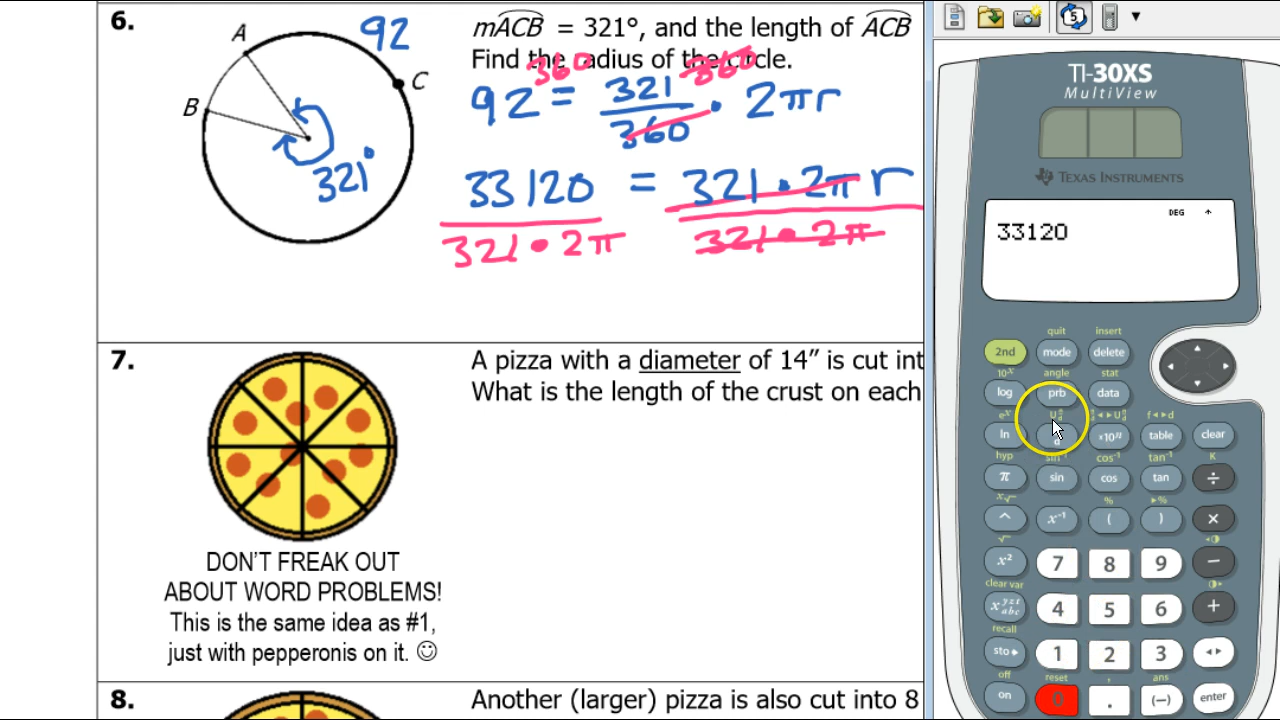 6.
A
92
C
B
321°
mACB = 321°, and the length of ACB
Find the radius of the circle.
360 360
92 = 321/360 · 2πr
33120 = 321 · 2π r
321 · 2π 321 · 2π
7.
A pizza with a diameter of 14” is cut int
What is the length of the crust on each
DON’T FREAK OUT
ABOUT WORD PROBLEMS!
This is the same idea as #1,
just with pepperonis on it. ☺
8.
Another (larger) pizza is also cut into 8
TI-30XS
MultiView
TEXAS INSTRUMENTS
DEG
33120
quit insert
2nd mode delete
10ˣ angle stat
log prb data
eˣ f◄►d
ln ×10ⁿ table clear
hyp sin⁻¹ cos⁻¹ tan⁻¹ K
π sin cos tan ÷
ˣ√ % ►%
^ x⁻¹ ( ) ×
√
x² 7 8 9 −
clear var
x yzt abc 4 5 6 +
recall
sto► 1 2 3 ◄►
off reset , ans
on 0 . (−) enter